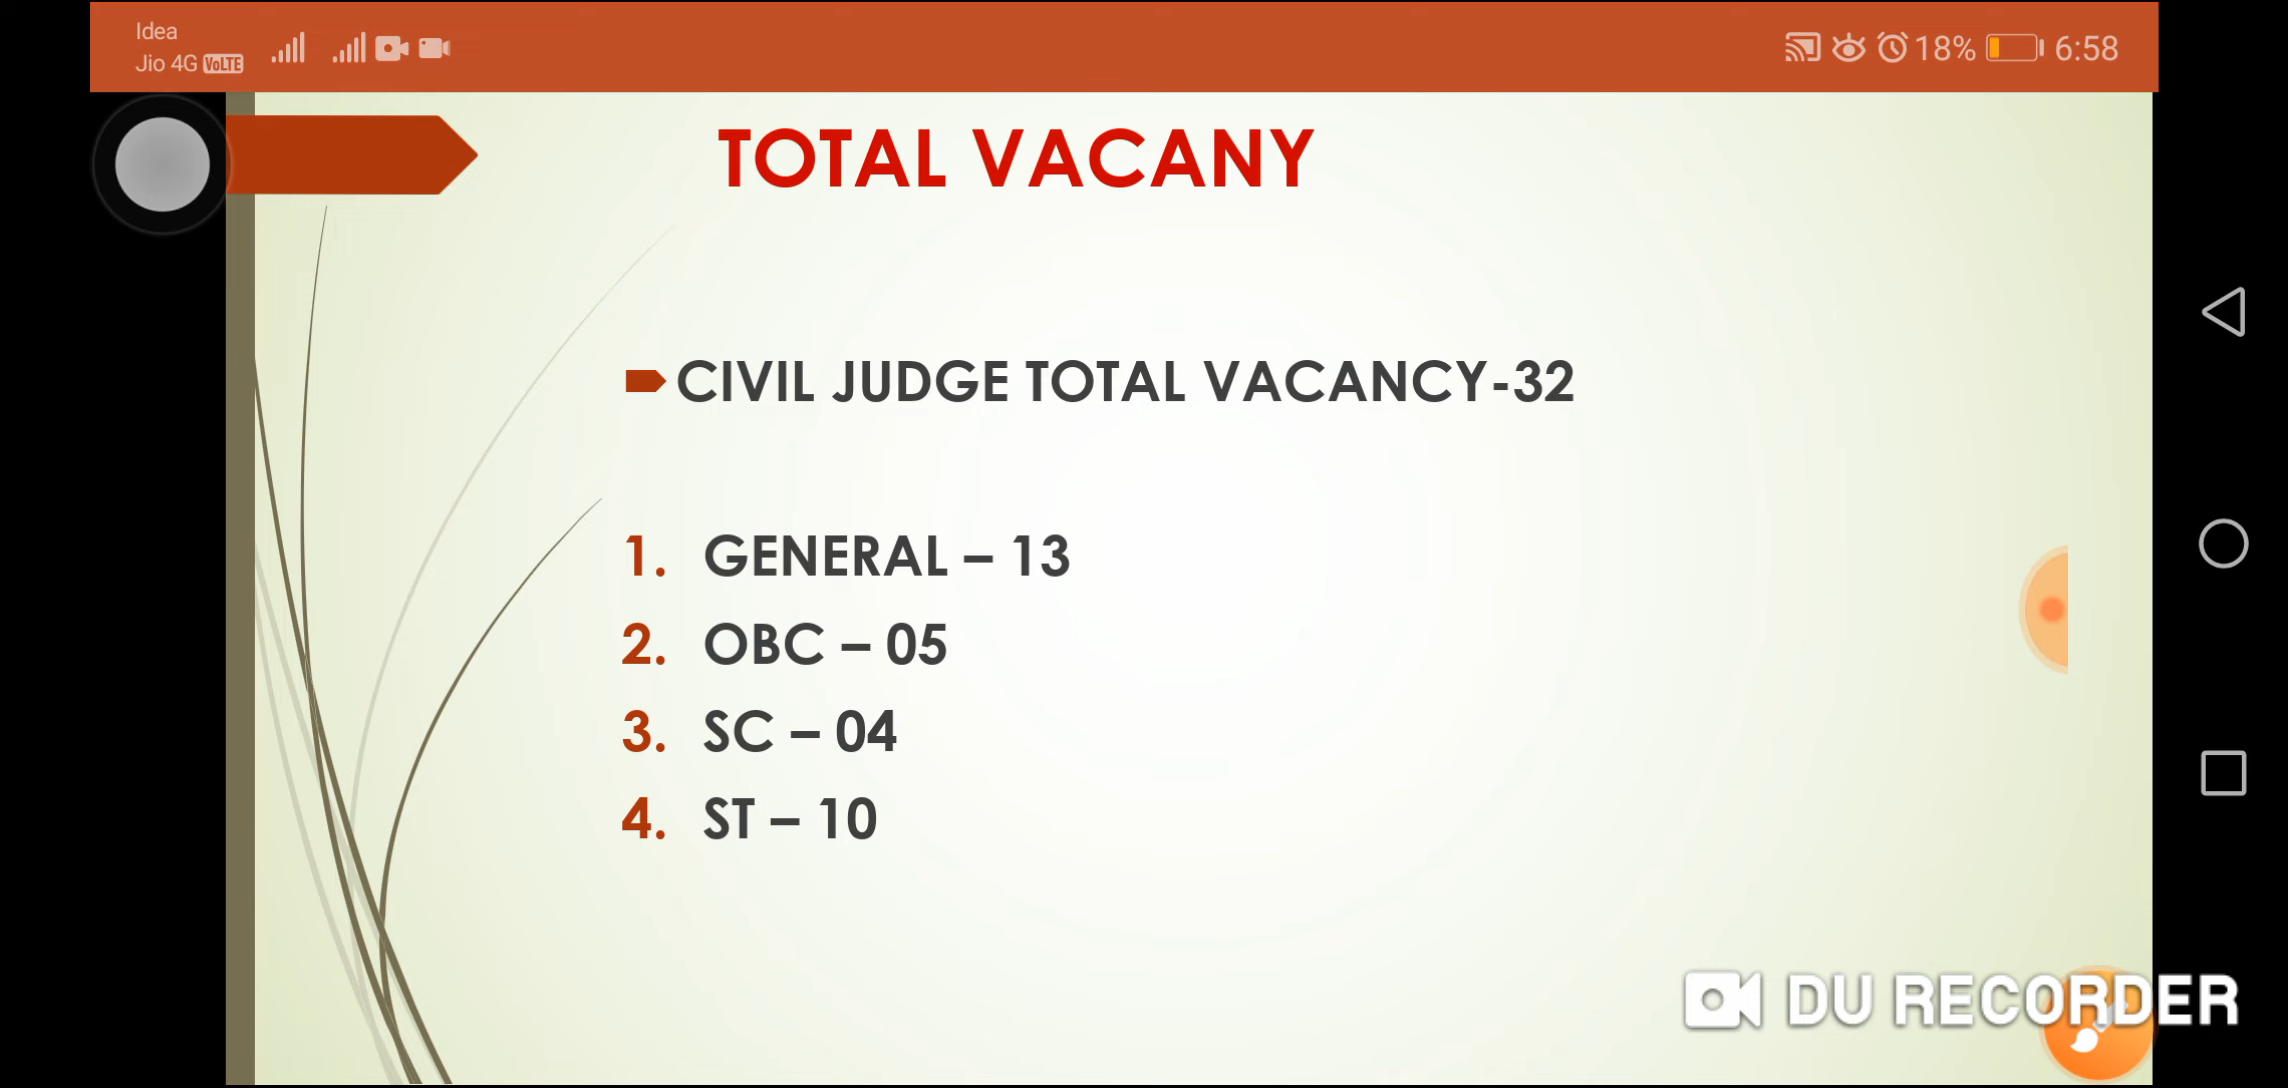 Idea
Jio 4G VoLTE
18% 6:58
TOTAL VACANY
CIVIL JUDGE TOTAL VACANCY-32
1. GENERAL – 13
2. OBC – 05
3. SC – 04
4. ST – 10
DU RECORDER